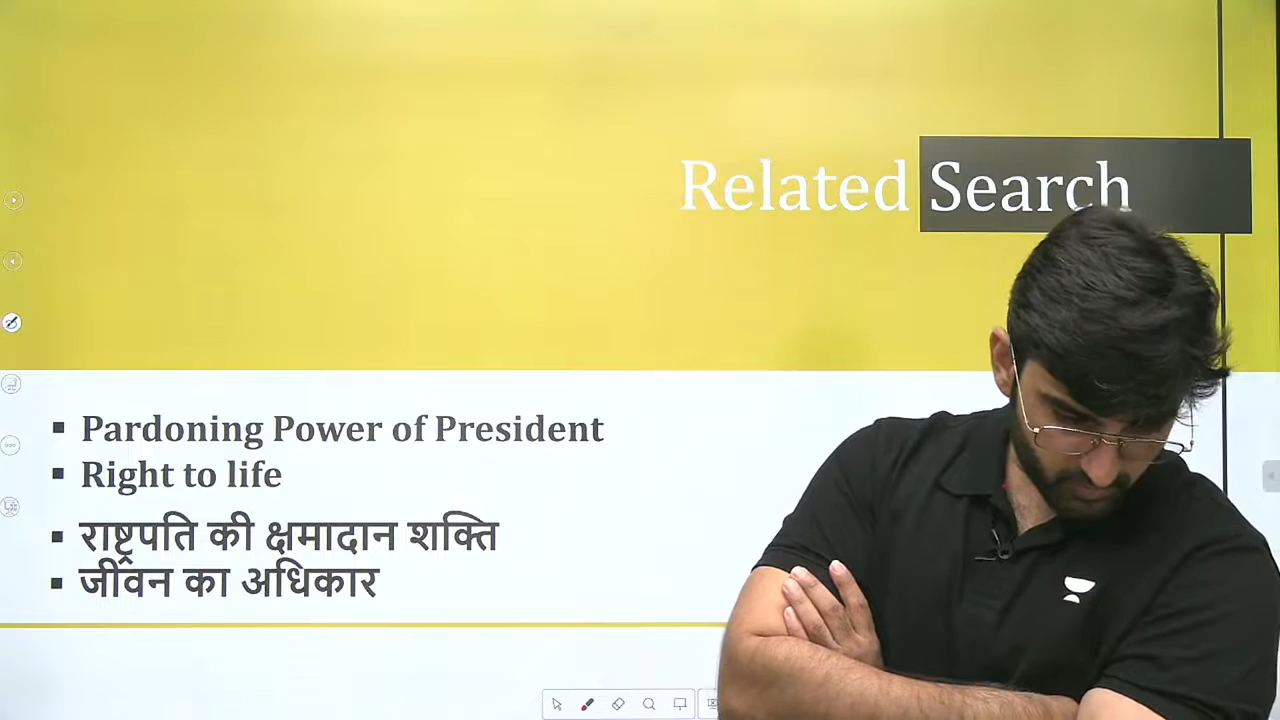 Related Search
Pardoning Power of President
Right to life
राष्ट्रपति की क्षमादान शक्ति
जीवन का अधिकार